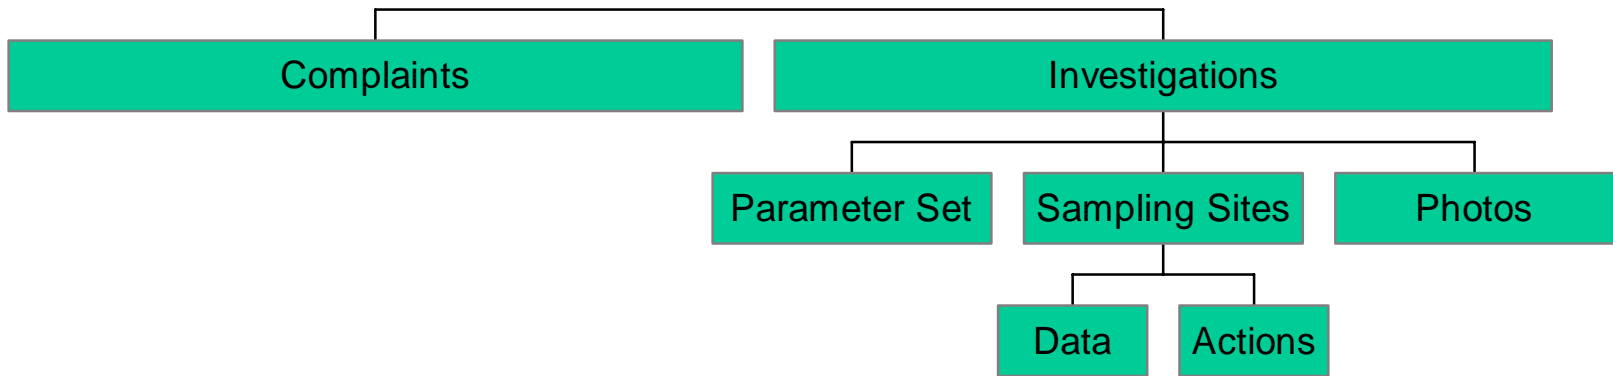 Complaints
Investigations
Parameter Set
Sampling Sites
Photos
Data
Actions